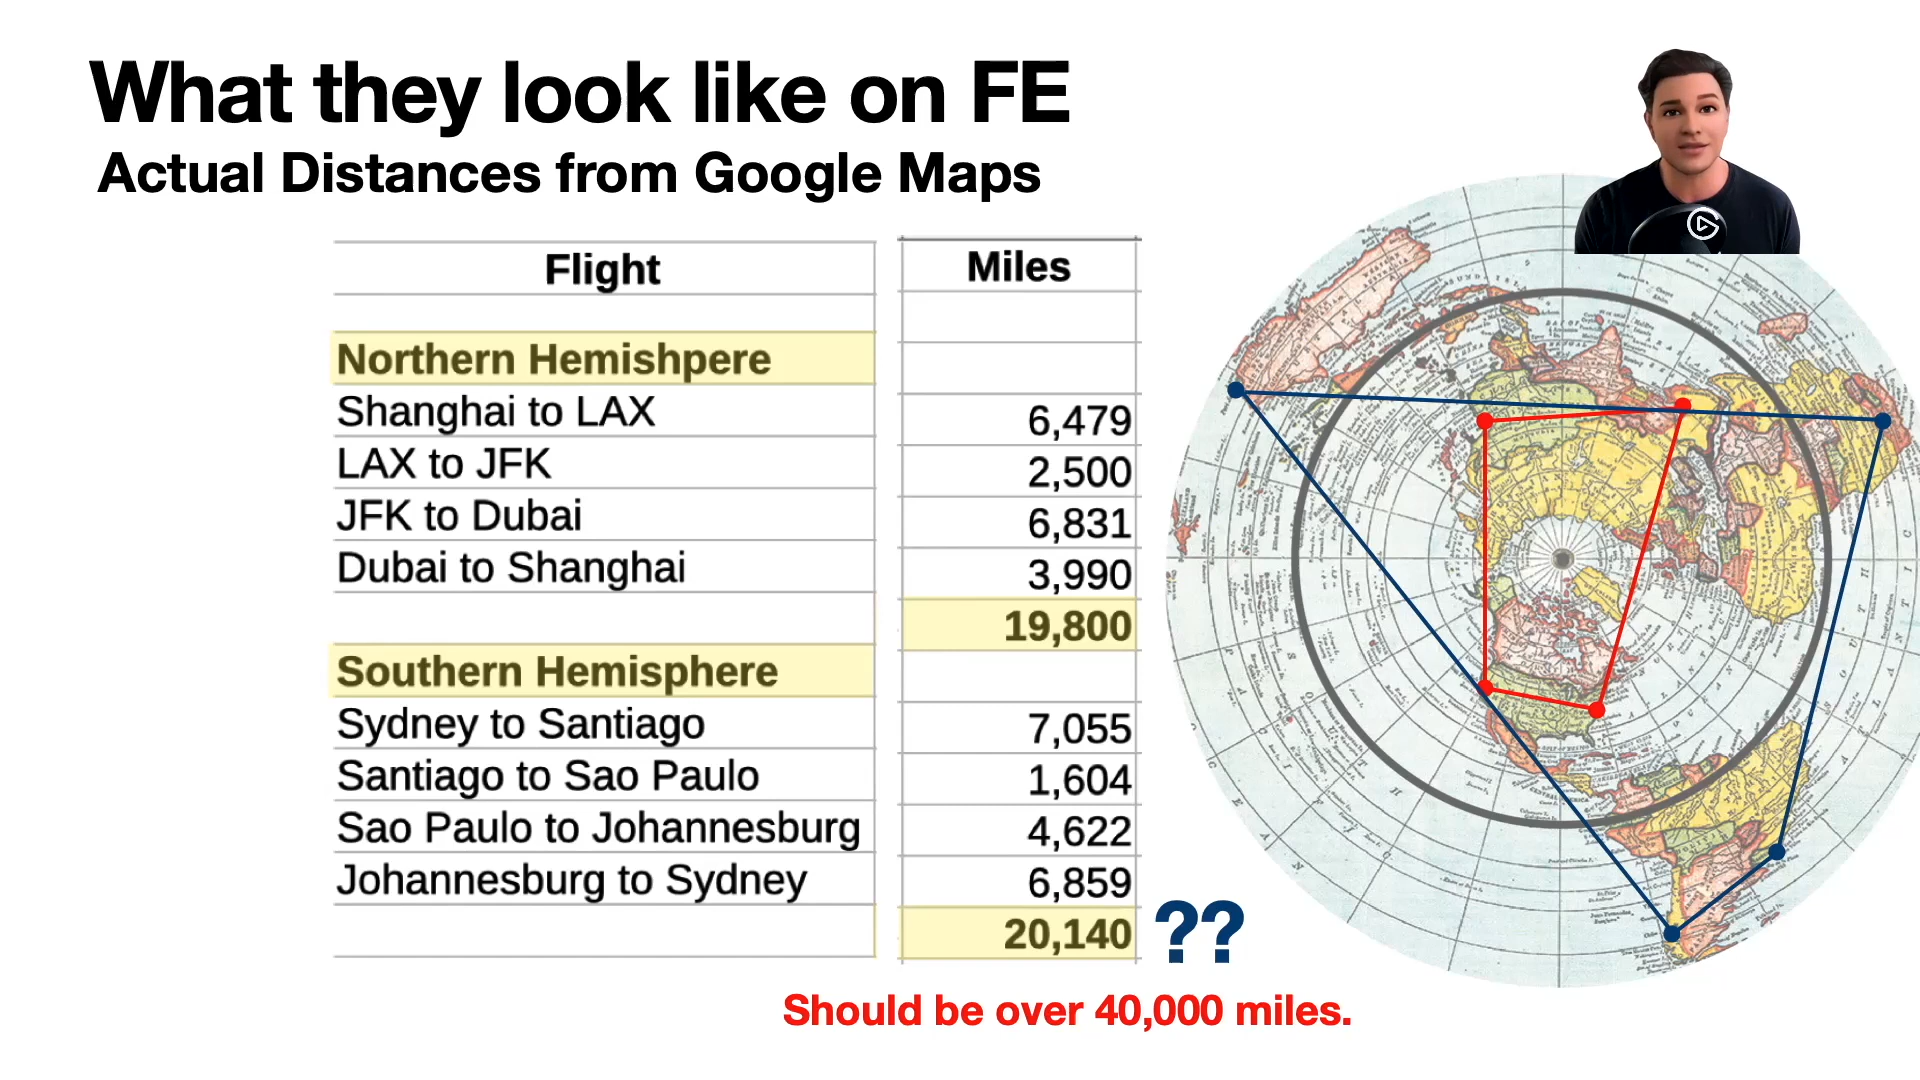 What they look like on FE
Actual Distances from Google Maps
Flight Miles
Northern Hemishpere
Shanghai to LAX 6,479
LAX to JFK 2,500
JFK to Dubai 6,831
Dubai to Shanghai 3,990
19,800
Southern Hemisphere
Sydney to Santiago 7,055
Santiago to Sao Paulo 1,604
Sao Paulo to Johannesburg 4,622
Johannesburg to Sydney 6,859
20,140 ??
Should be over 40,000 miles.